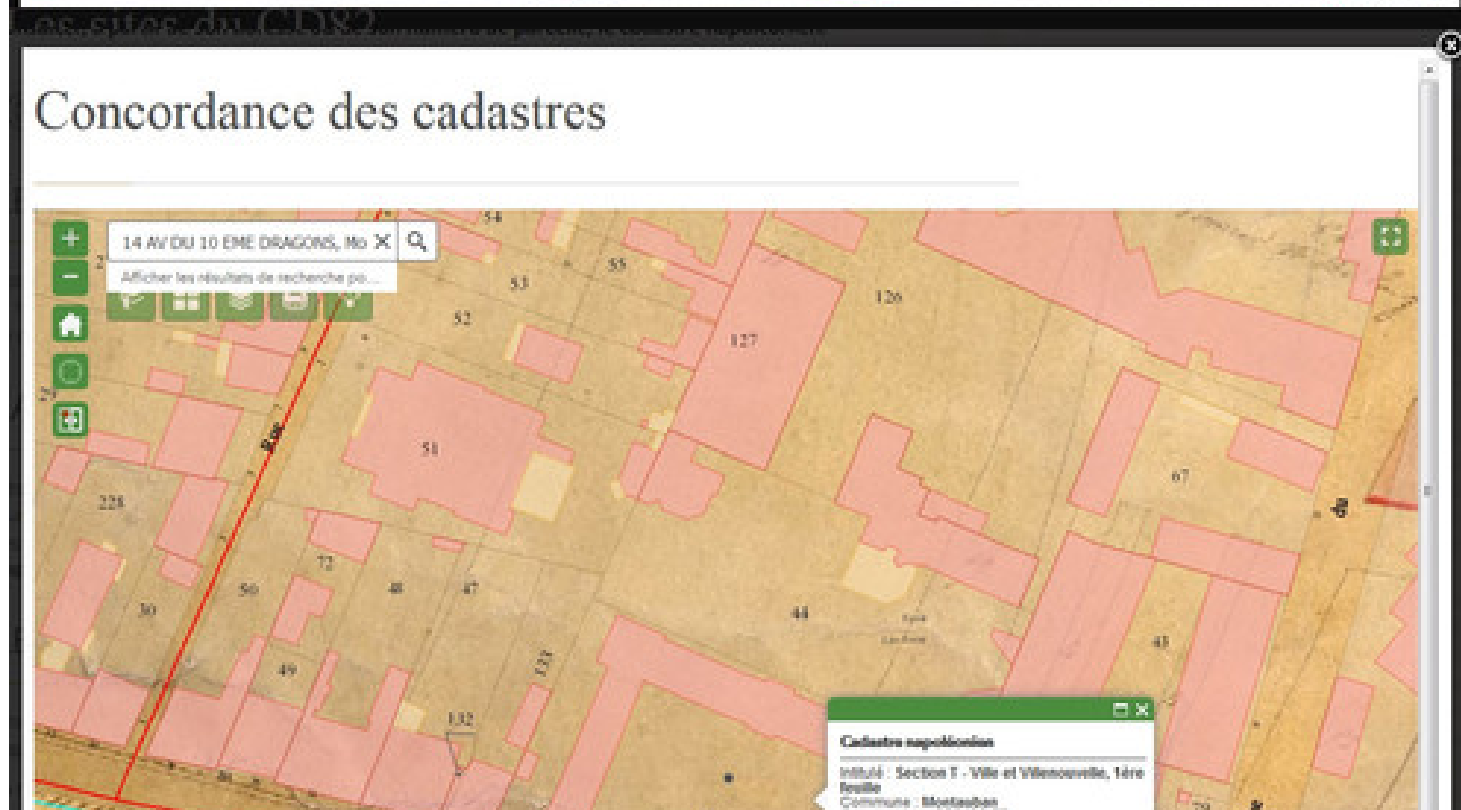 Les sites du CD82
Concordance des cadastres
14 AV DU 10 EME DRAGONS, Mo
Afficher les résultats de recherche po...
54
53
55
52
126
127
51
67
228
72
50
48
47
30
44
43
49
132
Rue
du
Cadastre napoléonien
Intitulé : Section T - Ville et Villenouvelle, 1ère
feuille
Commune : Montauban